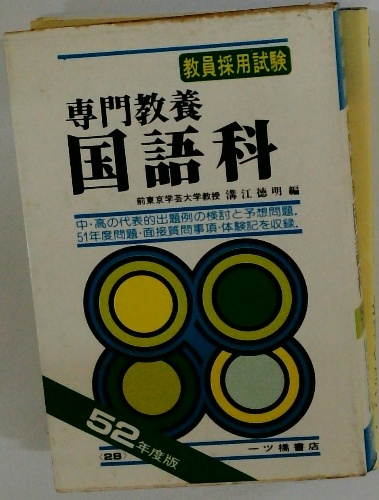 教員採用試験
専門教養
国語科
前東京学芸大学教授 溝江徳明 編
中・高の代表的出題例の検討と予想問題.
51年度問題・面接質問事項・体験記を収録.
52年度版
(28)
一ツ橋書店